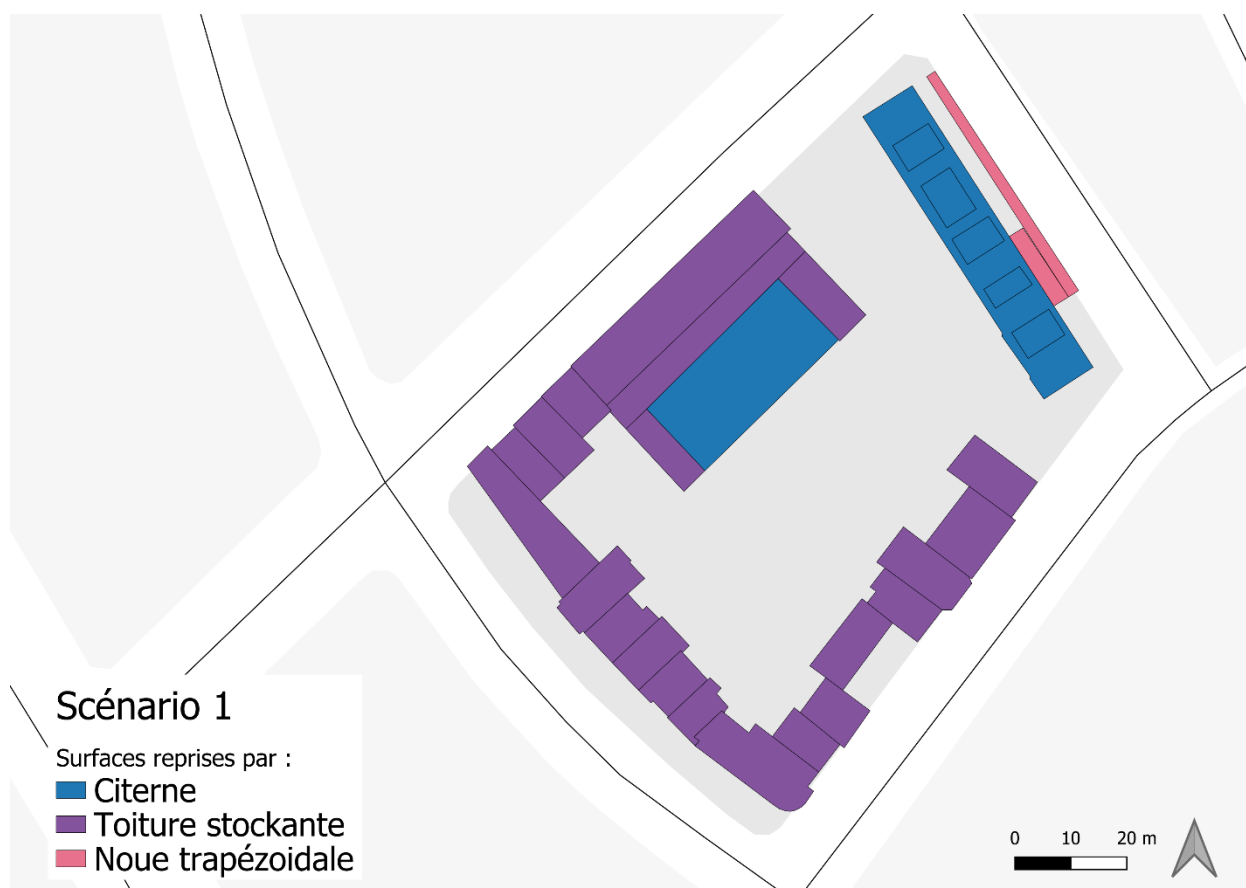 Scénario 1
Surfaces reprises par :
Citerne
Toiture stockante
Noue trapézoidale
0 10 20 m